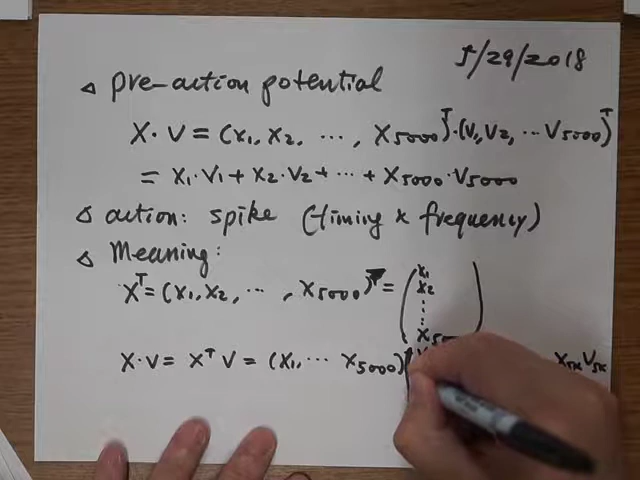 5/29/2018
△ pre-action potential
X · V = (x₁, x₂, ⋯, x₅₀₀₀)ᵀ · (v₁, v₂, ⋯ v₅₀₀₀)ᵀ
= x₁·v₁ + x₂·v₂ + ⋯ + x₅₀₀₀·v₅₀₀₀
△ action: spike (timing x frequency)
△ Meaning:
Xᵀ = (x₁, x₂, ⋯, x₅₀₀₀)ᵀ = (x₁
x₂
⋮
X · V = Xᵀ V = (x₁, ⋯ x₅₀₀₀)